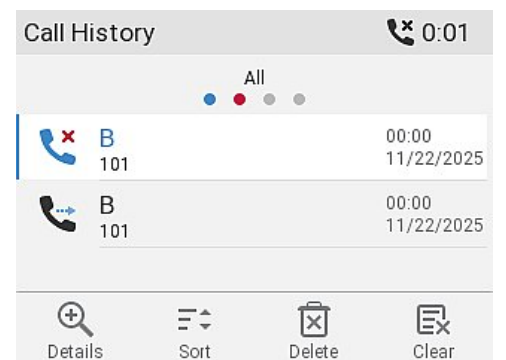 Call History 0:01
All
B 00:00
101 11/22/2025
B 00:00
101 11/22/2025
Details Sort Delete Clear